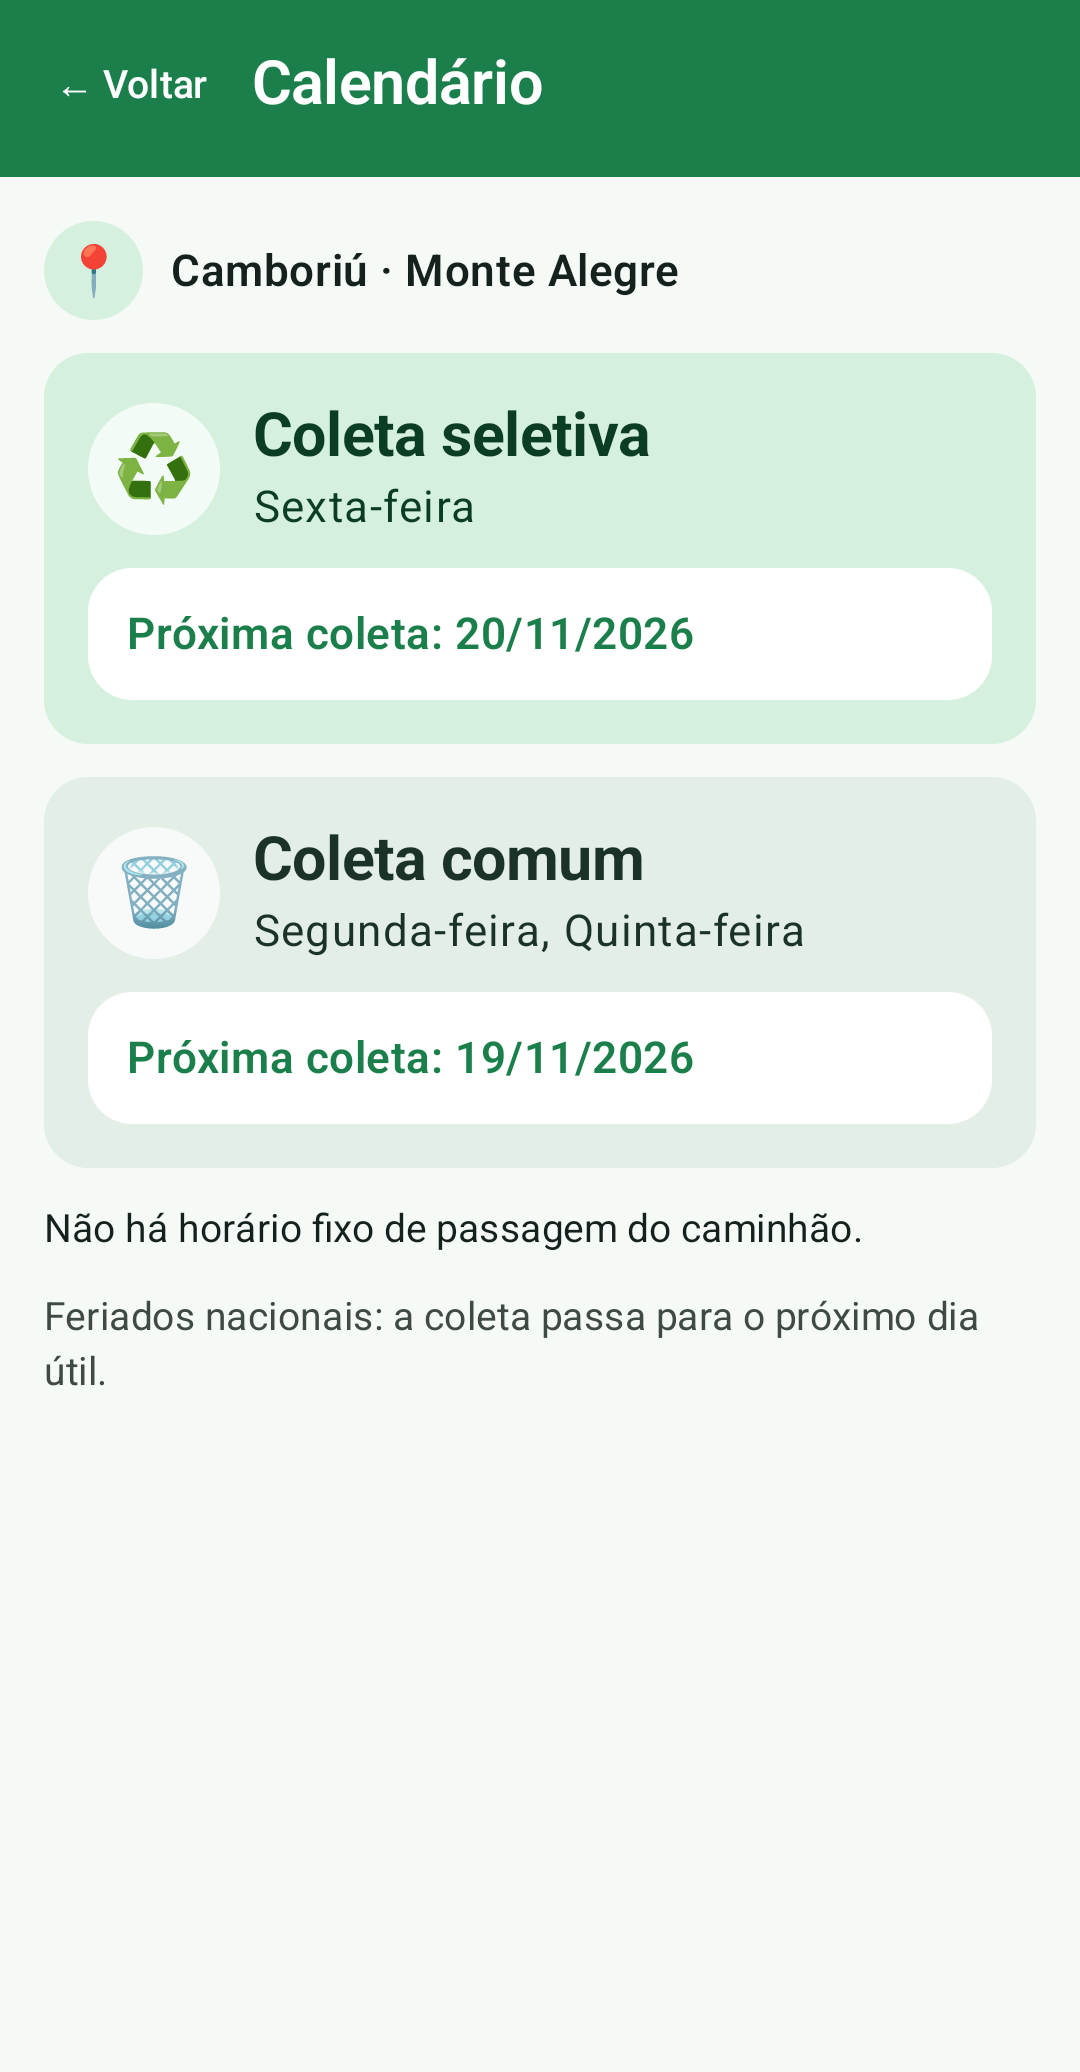 ← Voltar Calendário
Camboriú · Monte Alegre
Coleta seletiva
Sexta-feira
Próxima coleta: 20/11/2026
Coleta comum
Segunda-feira, Quinta-feira
Próxima coleta: 19/11/2026
Não há horário fixo de passagem do caminhão.
Feriados nacionais: a coleta passa para o próximo dia
útil.